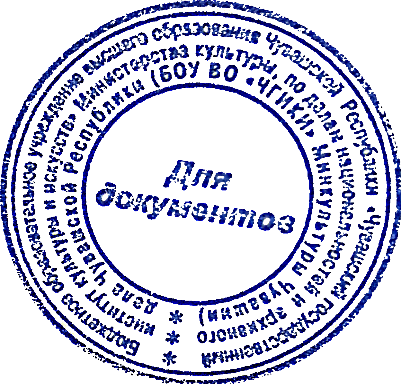 Бюджетное образовательное учреждение высшего образования Чувашской Республики «Чувашский государственный
институт культуры и искусств» Министерства культуры, по делам национальностей и архивного
дела Чувашской Республики (БОУ ВО «ЧГИКИ» Минкультуры Чувашии)
Для
документов